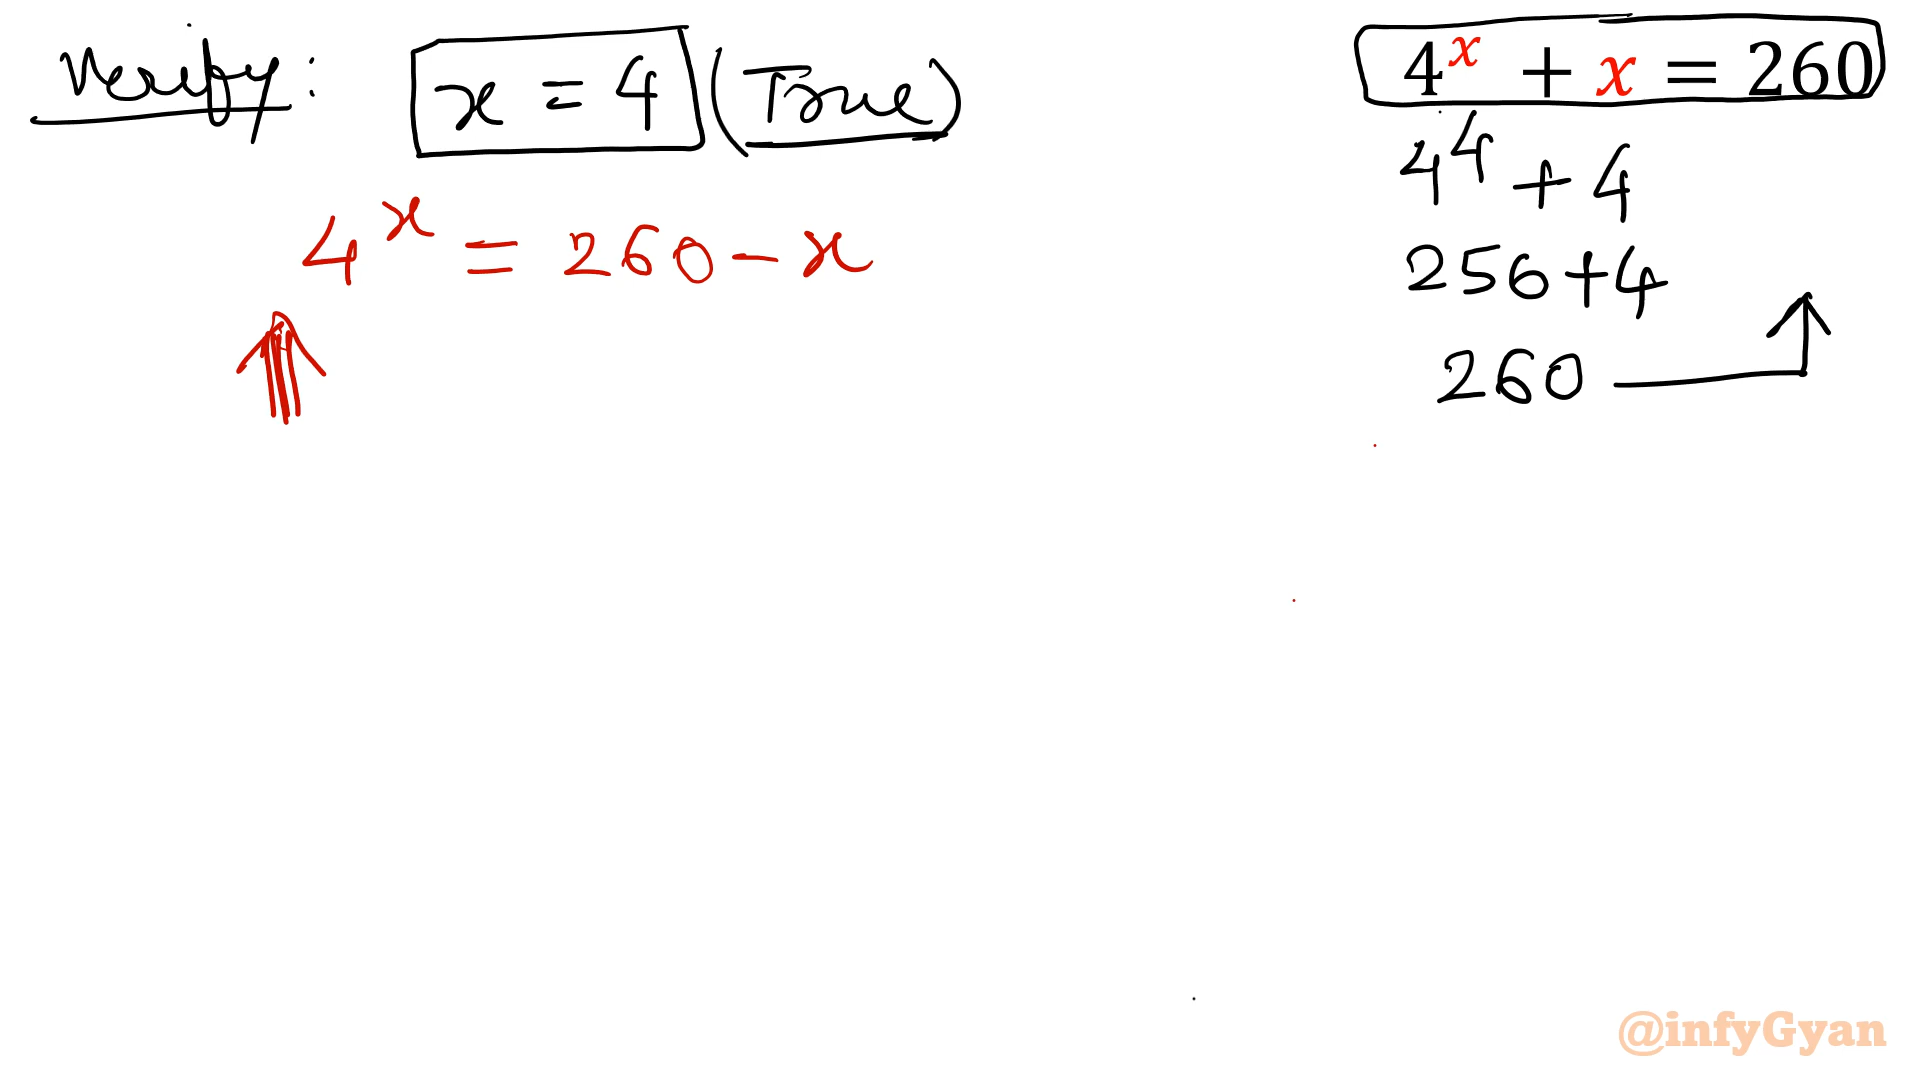 Verify: x = 4 (True)
4^x + x = 260
4^4 + 4
4^x = 260 - x
256 + 4
260
@infyGyan